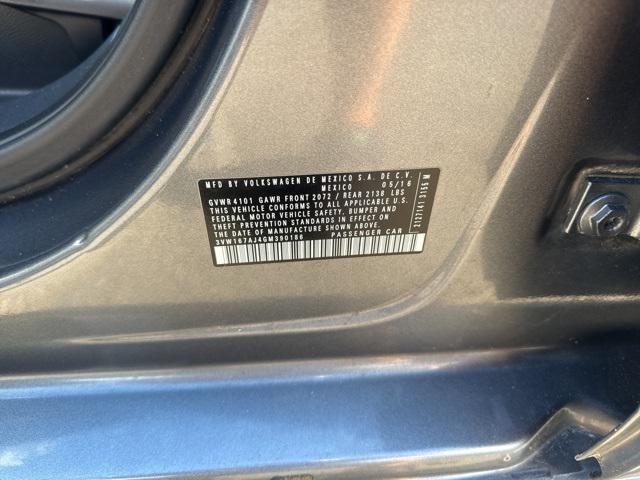 MFD BY VOLKSWAGEN DE MEXICO S.A. DE C.V.
MEXICO 05/16
GVWR 4101 GAWR FRONT 2072 / REAR 2138 LBS
THIS VEHICLE CONFORMS TO ALL APPLICABLE U.S.
FEDERAL MOTOR VEHICLE SAFETY, BUMPER AND
THEFT PREVENTION STANDARDS IN EFFECT ON
THE DATE OF MANUFACTURE SHOWN ABOVE.
3VW167AJ4GM390186 PASSENGER CAR